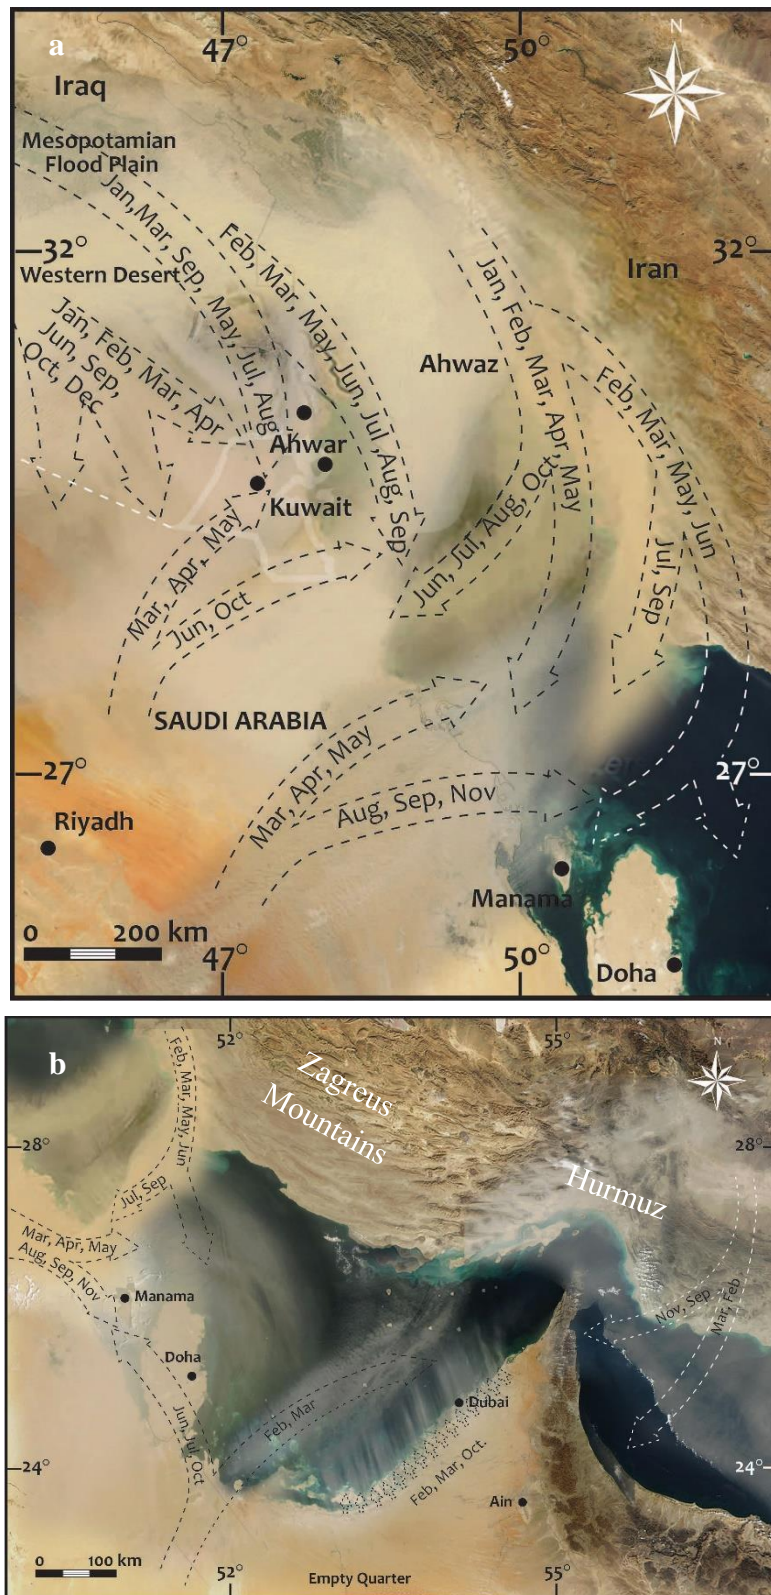 a
47°
50°
N
Iraq
Mesopotamian
Flood Plain
Jan, Mar, Sep, May, Jul, Aug
Feb, Mar, May, Jun, Jul, Aug, Sep
32°
32°
Western Desert
Iran
Jan, Feb, Mar, Apr, May
Jan, Feb, Mar, Apr
Jun, Sep,
Oct, Dec
Ahwaz
Feb, Mar, May, Jun
Ahwar
Kuwait
Jun, Jul, Aug, Oct
Mar, Apr, May
Jun, Oct
Jul, Sep
SAUDI ARABIA
27°
27°
Mar, Apr, May
Aug, Sep, Nov
Riyadh
Manama
0 200 km
47°
50°
Doha
b
52°
55°
N
Feb, Mar, May, Jun
Zagreus
Mountains
28°
28°
Hurmuz
Jul, Sep
Mar, Apr, May
Aug, Sep, Nov
Manama
Nov, Sep
Mar, Feb
Doha
Feb, Mar
Dubai
Jun, Jul, Oct
Feb, Mar, Oct.
24°
24°
Ain
0 100 km
52°
55°
Empty Quarter